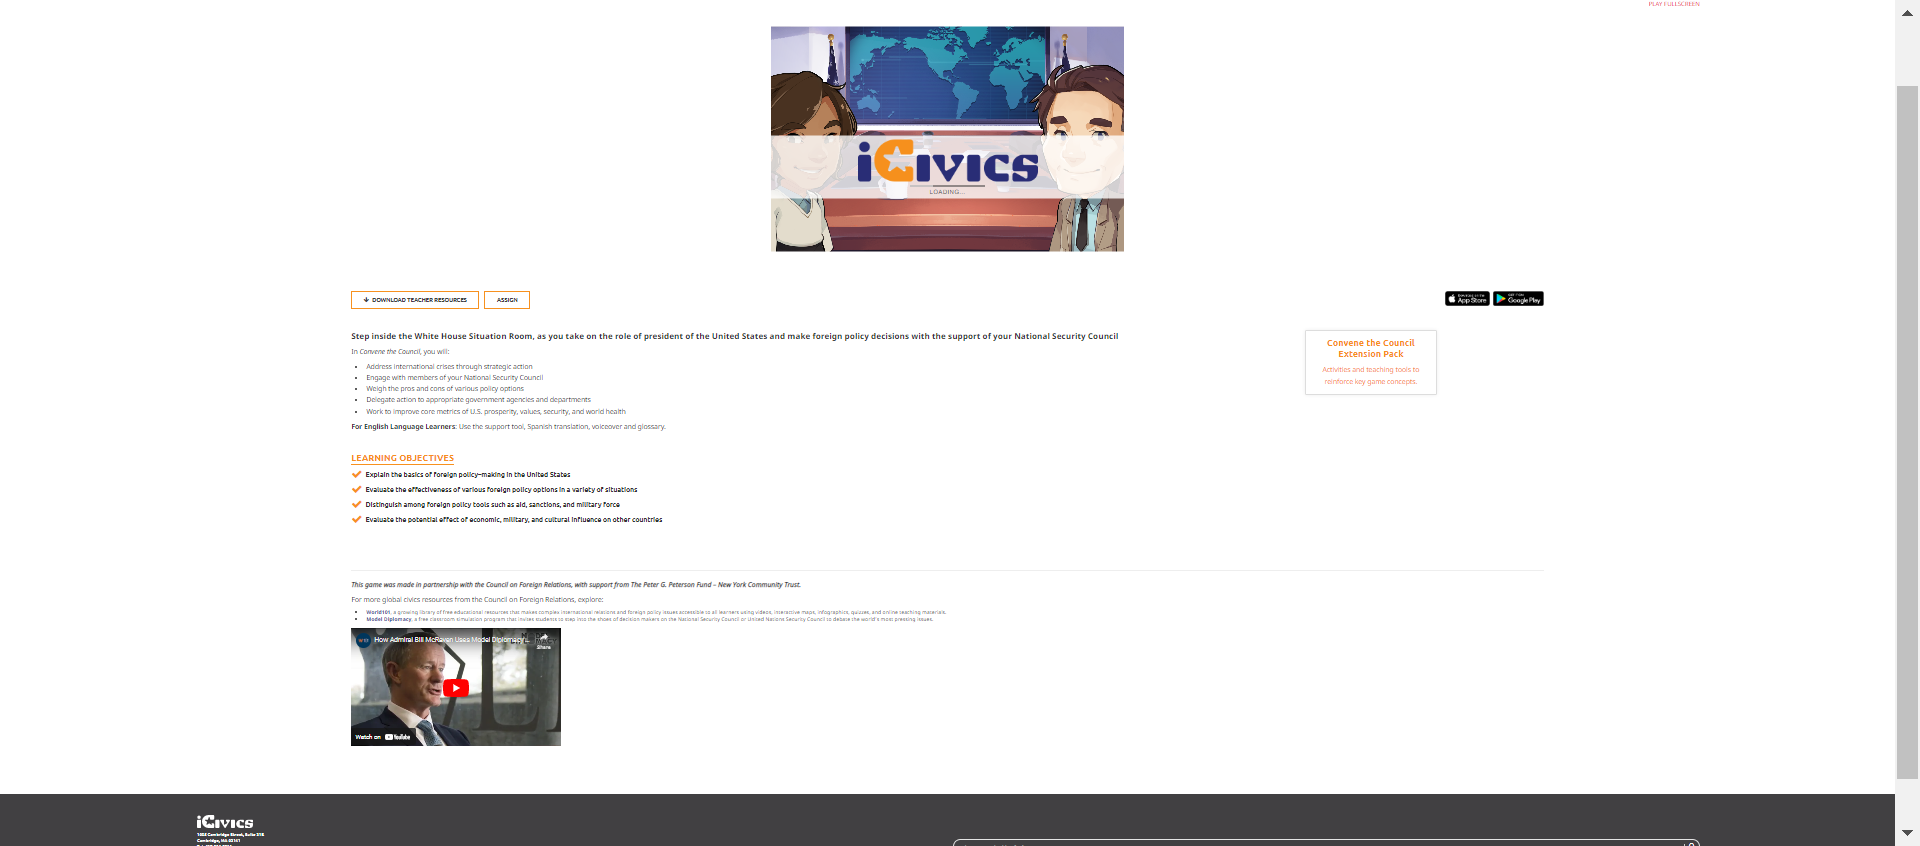 PLAY FULLSCREEN
iCivics
LOADING...
DOWNLOAD TEACHER RESOURCES
ASSIGN
App Store
Google Play
Step inside the White House Situation Room, as you take on the role of president of the United States and make foreign policy decisions with the support of your National Security Council
In Convene the Council, you will:
• Address international crises through strategic action
• Engage with members of your National Security Council
• Weigh the pros and cons of various policy options
• Delegate action to appropriate government agencies and departments
• Work to improve core metrics of U.S. prosperity, values, security, and world health
For English Language Learners: Use the support tool, Spanish translation, voiceover and glossary.
Convene the Council
Extension Pack
Activities and teaching tools to
reinforce key game concepts.
LEARNING OBJECTIVES
Explain the basics of foreign policy-making in the United States
Evaluate the effectiveness of various foreign policy options in a variety of situations
Distinguish among foreign policy tools such as aid, sanctions, and military force
Evaluate the potential effect of economic, military, and cultural influence on other countries
This game was made in partnership with the Council on Foreign Relations, with support from The Peter G. Peterson Fund – New York Community Trust.
For more global civics resources from the Council on Foreign Relations, explore:
• World101, a growing library of free educational resources that makes complex international relations and foreign policy issues accessible to all learners using videos, interactive maps, infographics, quizzes, and online teaching materials.
• Model Diplomacy, a free classroom simulation program that invites students to step into the shoes of decision makers on the National Security Council or United Nations Security Council to debate the world's most pressing issues.
How Admiral Bill McRaven Uses Model Diplomacy...
Share
Watch on YouTube
iCivics
Cambridge, MA 02141